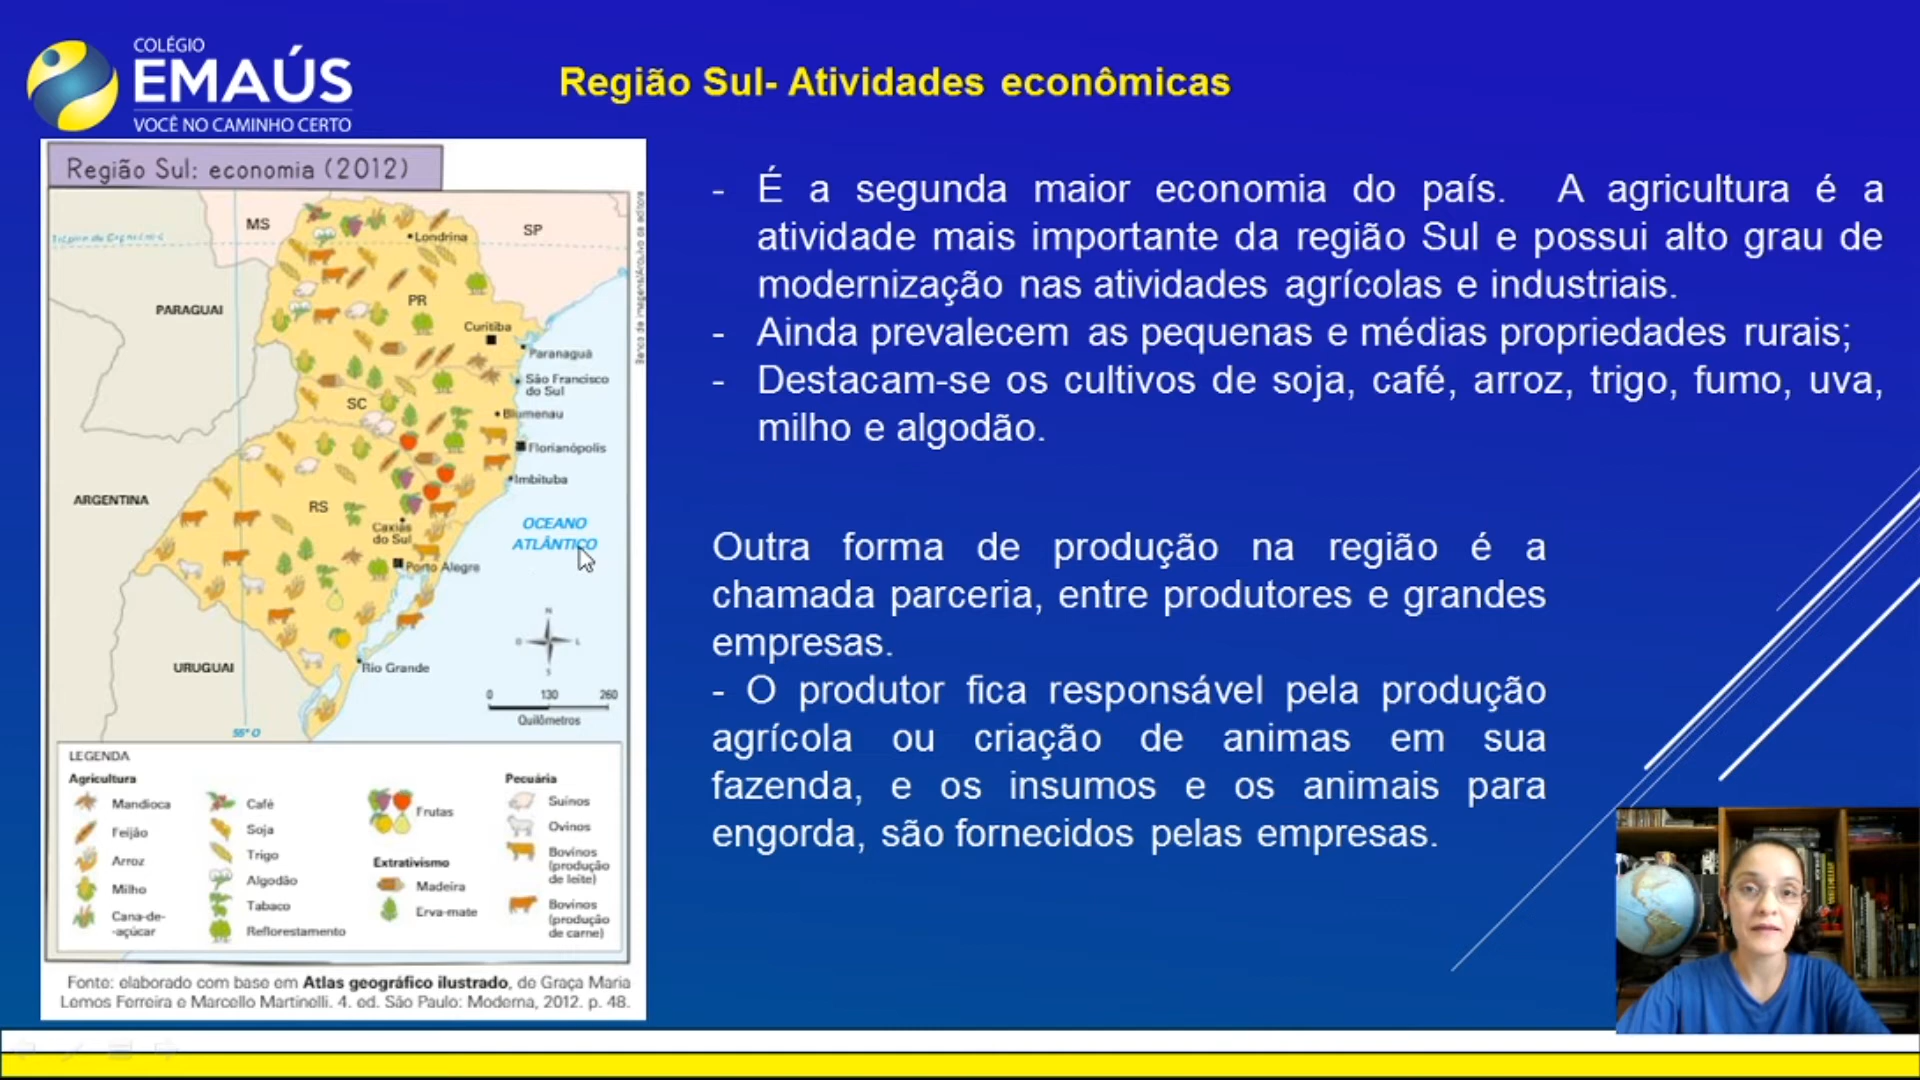 COLÉGIO
EMAÚS
VOCÊ NO CAMINHO CERTO
Região Sul- Atividades econômicas
Região Sul: economia (2012)
MS
SP
Londrina
PARAGUAI
PR
Curitiba
Paranaguá
São Francisco
do Sul
SC
Blumenau
Florianópolis
Imbituba
ARGENTINA
RS
Caxias
do Sul
OCEANO
ATLÂNTICO
Porto Alegre
N
O
L
S
URUGUAI
Rio Grande
0 130 260
Quilômetros
55° O
LEGENDA
Agricultura
Mandioca
Feijão
Arroz
Milho
Cana-de-
-açúcar
Café
Soja
Trigo
Algodão
Tabaco
Reflorestamento
Frutas
Extrativismo
Madeira
Erva-mate
Pecuária
Suínos
Ovinos
Bovinos
(produção
de leite)
Bovinos
(produção
de carne)
Fonte: elaborado com base em Atlas geográfico ilustrado, de Graça Maria
Lemos Ferreira e Marcello Martinelli. 4. ed. São Paulo: Moderna, 2012. p. 48.
- É a segunda maior economia do país. A agricultura é a
atividade mais importante da região Sul e possui alto grau de
modernização nas atividades agrícolas e industriais.
- Ainda prevalecem as pequenas e médias propriedades rurais;
- Destacam-se os cultivos de soja, café, arroz, trigo, fumo, uva,
milho e algodão.
Outra forma de produção na região é a
chamada parceria, entre produtores e grandes
empresas.
- O produtor fica responsável pela produção
agrícola ou criação de animas em sua
fazenda, e os insumos e os animais para
engorda, são fornecidos pelas empresas.